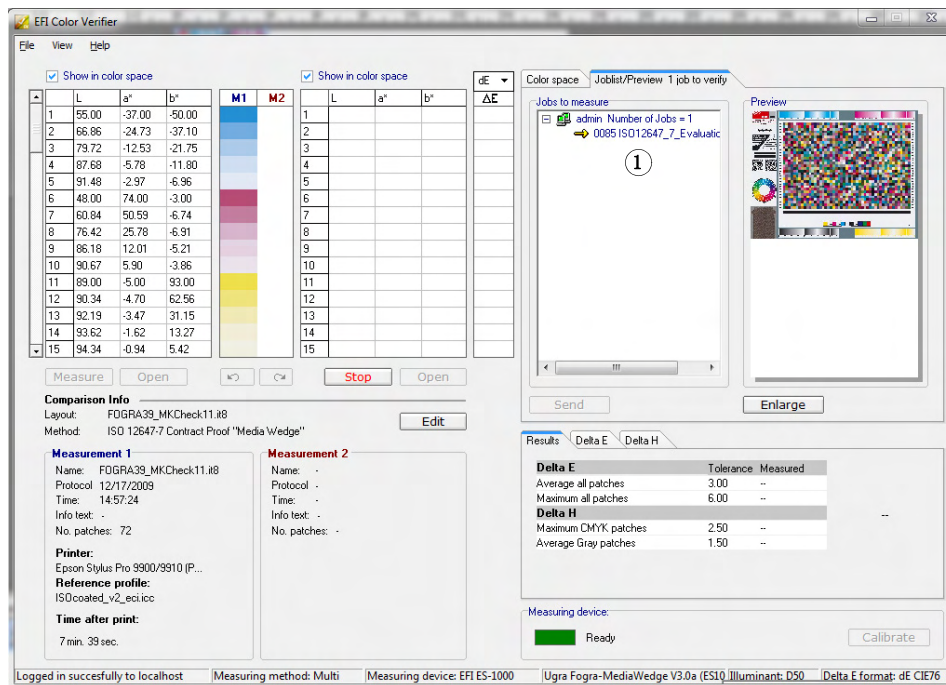 EFI Color Verifier
File View Help
Show in color space
L a* b* M1 M2
1 55.00 -37.00 -50.00
2 66.86 -24.73 -37.10
3 79.72 -12.53 -21.75
4 87.68 -5.78 -11.80
5 91.48 -2.97 -6.96
6 48.00 74.00 -3.00
7 60.84 50.59 -6.74
8 76.42 25.78 -6.91
9 86.18 12.01 -5.21
10 90.67 5.90 -3.86
11 89.00 -5.00 93.00
12 90.34 -4.70 62.56
13 92.19 -3.47 31.15
14 93.62 -1.62 13.27
15 94.34 -0.94 5.42
Show in color space
dE
L a* b* ΔE
1
2
3
4
5
6
7
8
9
10
11
12
13
14
15
Measure Open Stop Open
Comparison Info
Layout: FOGRA39_MKCheck11.it8
Method: ISO 12647-7 Contract Proof "Media Wedge"
Edit
Measurement 1
Name: FOGRA39_MKCheck11.it8
Protocol 12/17/2009
Time: 14:57:24
Info text: -
No. patches: 72
Printer:
Epson Stylus Pro 9900/9910 (P...
Reference profile:
ISOcoated_v2_eci.icc
Time after print:
7 min. 39 sec.
Measurement 2
Name: -
Protocol -
Time: -
Info text: -
No. patches: -
Color space Joblist/Preview 1 job to verify
Jobs to measure
admin Number of Jobs = 1
0085 ISO12647_7_Evaluatic
①
Preview
Send
Enlarge
Results Delta E Delta H
Delta E Tolerance Measured
Average all patches 3.00 --
Maximum all patches 6.00 --
Delta H
Maximum CMYK patches 2.50 --
Average Gray patches 1.50 --
--
Measuring device:
Ready
Calibrate
Logged in succesfully to localhost Measuring method: Multi Measuring device: EFI ES-1000 Ugra Fogra-MediaWedge V3.0a (ES10 Illuminant: D50 Delta E format: dE CIE76